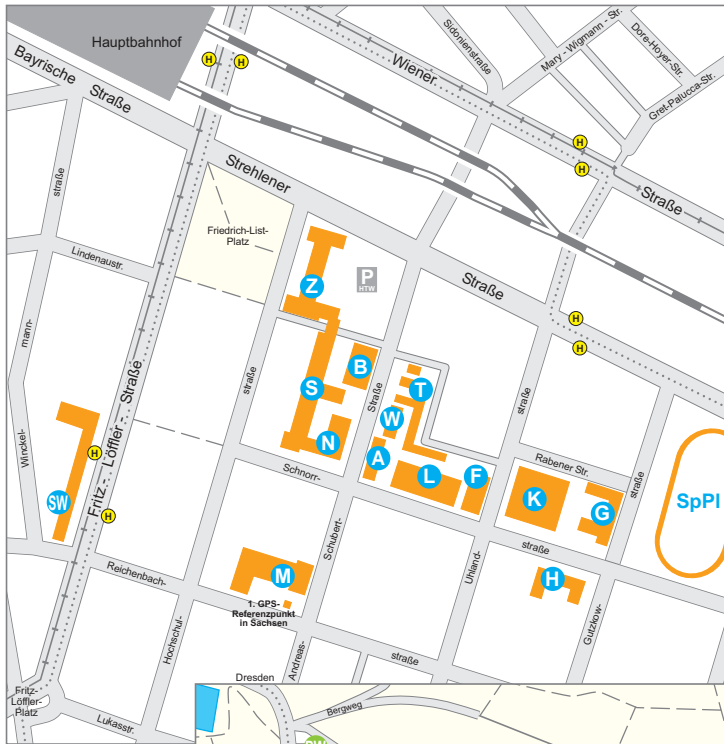 Hauptbahnhof
H
H
Bayrische
Straße
Wiener
Straße
Sidonienstraße
Mary - Wigmann - Str.
Dore-Hoyer-Str.
Gret-Palucca-Str.
H
H
Strehlener
Straße
straße
Friedrich-List-
Platz
Lindenaustr.
Z
P
HTW
H
H
mann-
Winckel-
Fritz - Löffler - Straße
straße
S
B
Straße
T
W
N
A
L
F
straße
Rabener Str.
straße
K
G
SpPl
SW
H
H
Schnorr-
straße
Schubert-
Uhland-
H
Gutzkow-
Reichenbach-
M
1. GPS-
Referenzpunkt
in Sachsen
Hochschul-
Andreas-
straße
Fritz-
Löffler-
Platz
Lukasstr.
Dresden
Bergweg